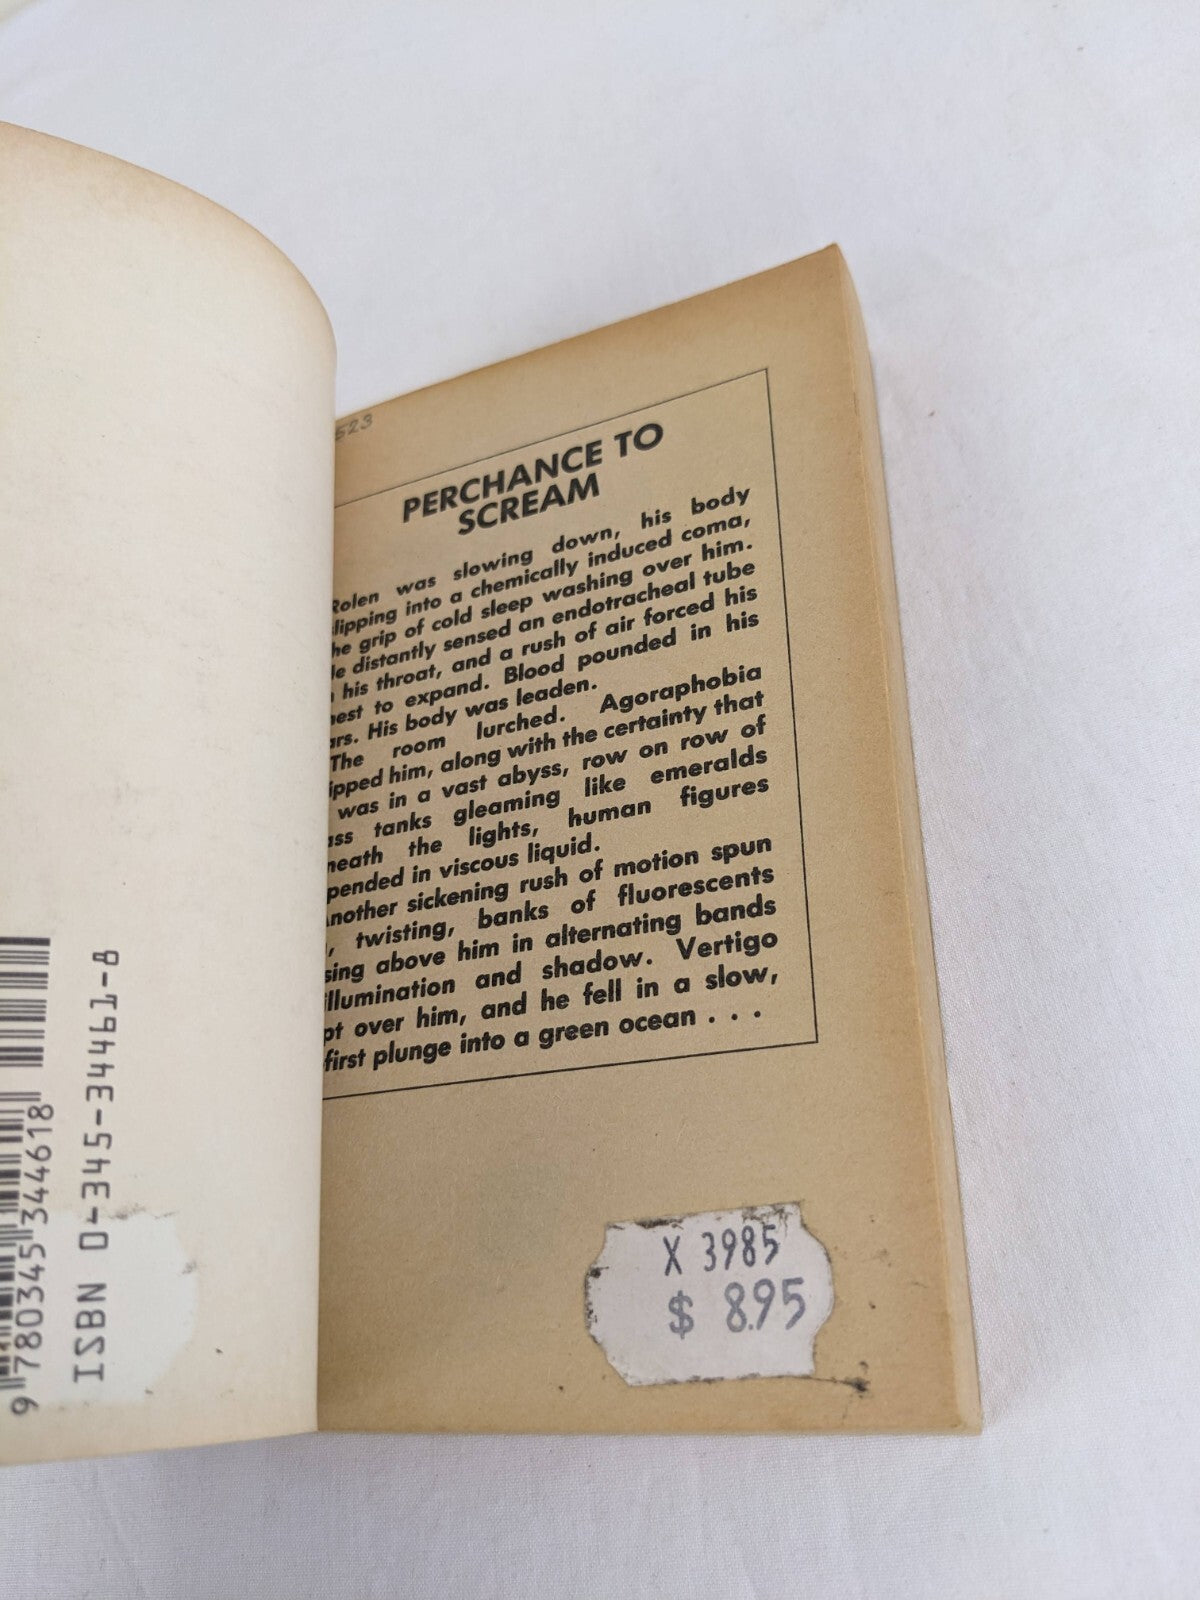 523
PERCHANCE TO
SCREAM
Rolen was slowing down, his body
lipping into a chemically induced coma,
he grip of cold sleep washing over him.
le distantly sensed an endotracheal tube
his throat, and a rush of air forced his
hest to expand. Blood pounded in his
ars. His body was leaden.
The room lurched. Agoraphobia
ipped him, along with the certainty that
was in a vast abyss, row on row of
ass tanks gleaming like emeralds
neath the lights, human figures
pended in viscous liquid.
nother sickening rush of motion spun
, twisting, banks of fluorescents
sing above him in alternating bands
illumination and shadow. Vertigo
pt over him, and he fell in a slow,
first plunge into a green ocean . . .
X 3985
$ 8.95
9 780345 344618
ISBN 0-345-34461-8